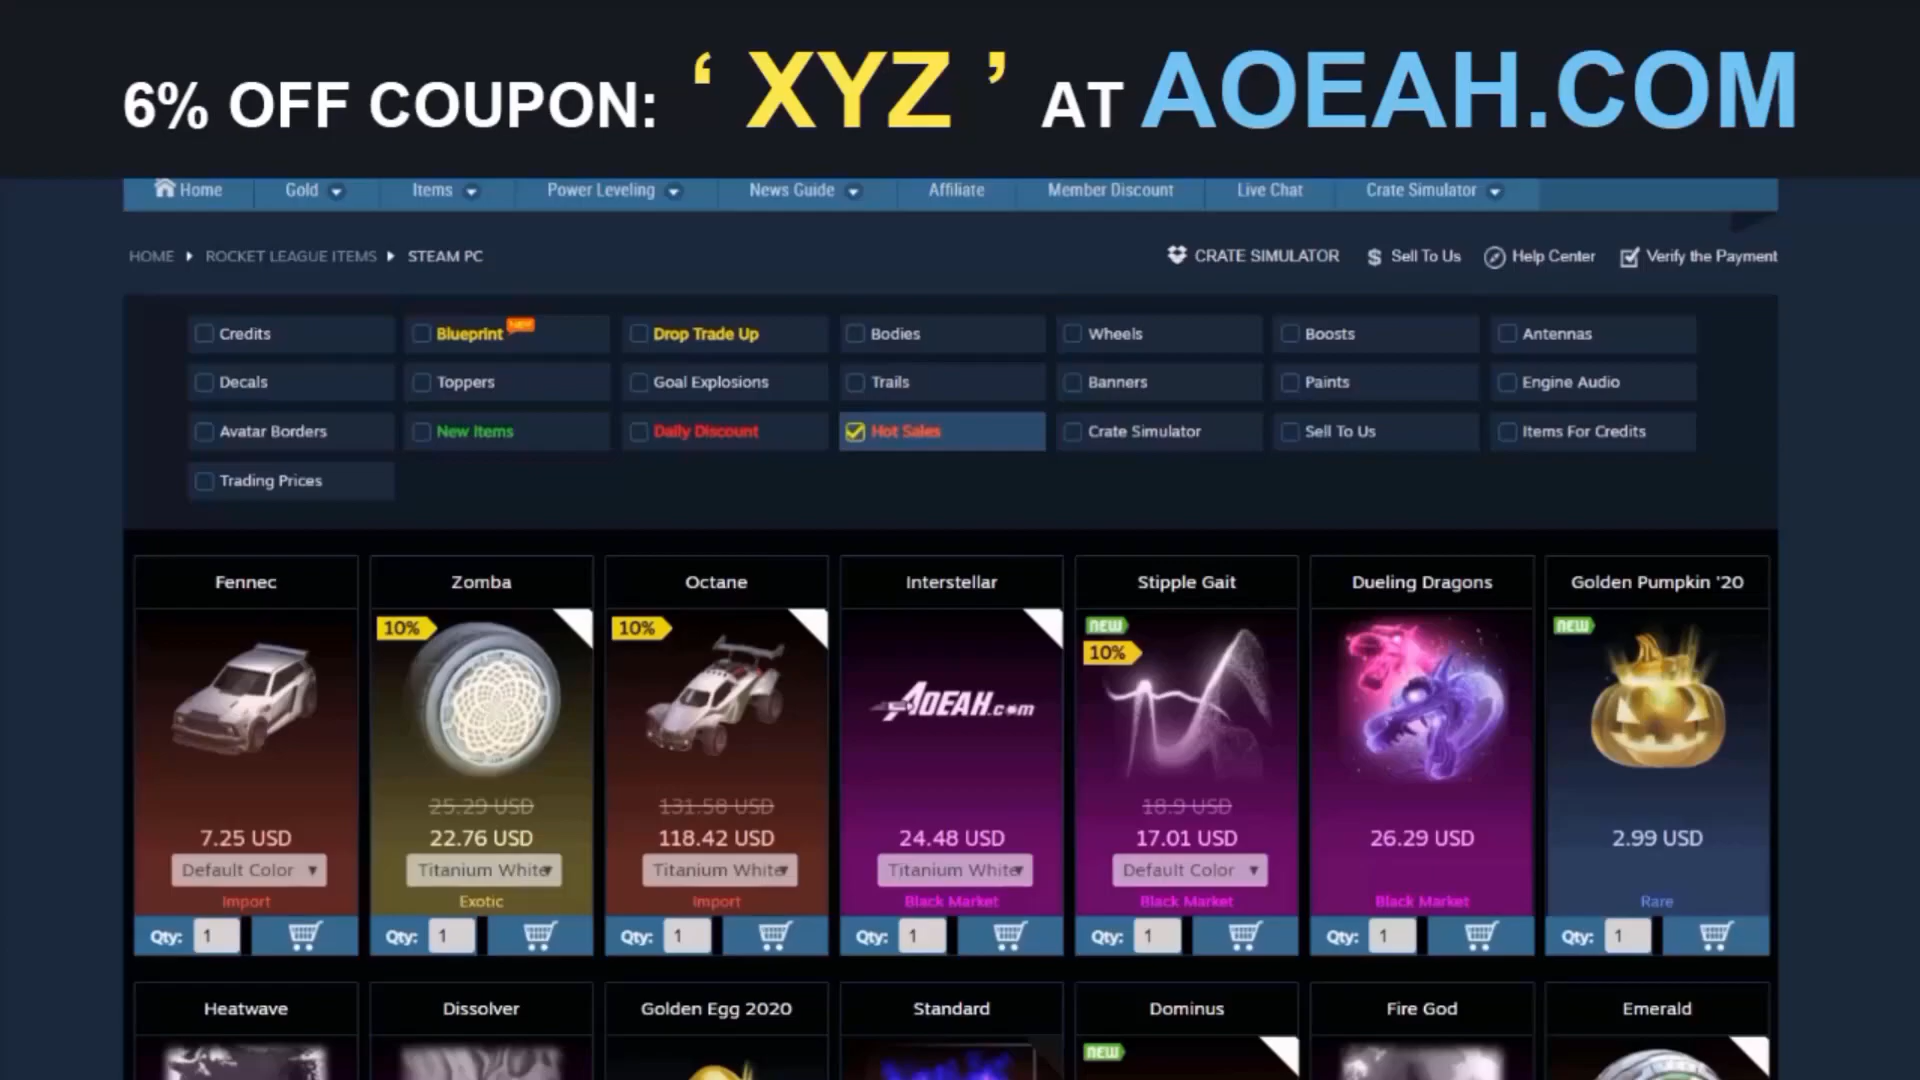 6% OFF COUPON: ‘ XYZ ’ AT AOEAH.COM
Home Gold Items Power Leveling News Guide Affiliate Member Discount Live Chat Crate Simulator
HOME ROCKET LEAGUE ITEMS STEAM PC CRATE SIMULATOR $ Sell To Us Help Center Verify the Payment
Credits Blueprint NEW Drop Trade Up Bodies Wheels Boosts Antennas
Decals Toppers Goal Explosions Trails Banners Paints Engine Audio
Avatar Borders New Items Daily Discount Hot Sales Crate Simulator Sell To Us Items For Credits
Trading Prices
Fennec Zomba Octane Interstellar Stipple Gait Dueling Dragons Golden Pumpkin '20
10% 10% NEW NEW
10%
AOEAH.com
25.29 USD 131.58 USD 18.9 USD
7.25 USD 22.76 USD 118.42 USD 24.48 USD 17.01 USD 26.29 USD 2.99 USD
Default Color Titanium White Titanium White Titanium White Default Color
Import Exotic Import Black Market Black Market Black Market Rare
Qty: 1 Qty: 1 Qty: 1 Qty: 1 Qty: 1 Qty: 1 Qty: 1
Heatwave Dissolver Golden Egg 2020 Standard Dominus Fire God Emerald
NEW